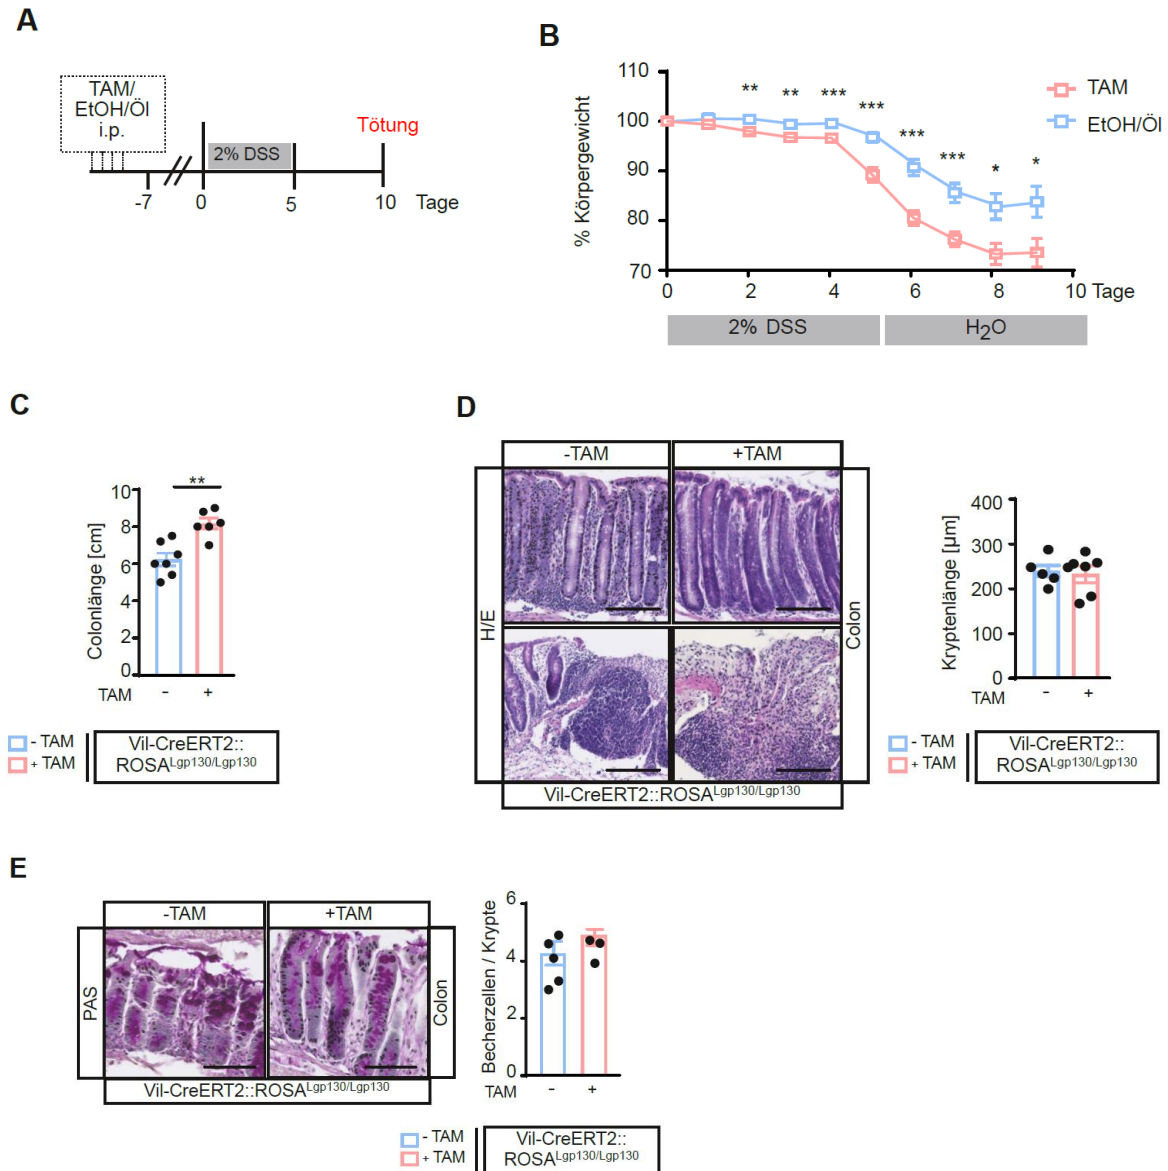 A
TAM/
EtOH/Öl
i.p.
2% DSS
Tötung
-7
0
5
10
Tage
B
% Körpergewicht
110
100
90
80
70
** ** *** *** *** *** * *
TAM
EtOH/Öl
0 2 4 6 8 10 Tage
2% DSS
H2O
C
Colonlänge [cm]
10
8
6
4
2
0
**
TAM - +
- TAM
+ TAM
Vil-CreERT2::
ROSALgp130/Lgp130
D
-TAM
+TAM
H/E
Colon
Vil-CreERT2::ROSALgp130/Lgp130
Kryptenlänge [µm]
400
300
200
100
0
TAM - +
- TAM
+ TAM
Vil-CreERT2::
ROSALgp130/Lgp130
E
-TAM
+TAM
PAS
Colon
Vil-CreERT2::ROSALgp130/Lgp130
Becherzellen / Krypte
6
4
2
0
TAM - +
- TAM
+ TAM
Vil-CreERT2::
ROSALgp130/Lgp130